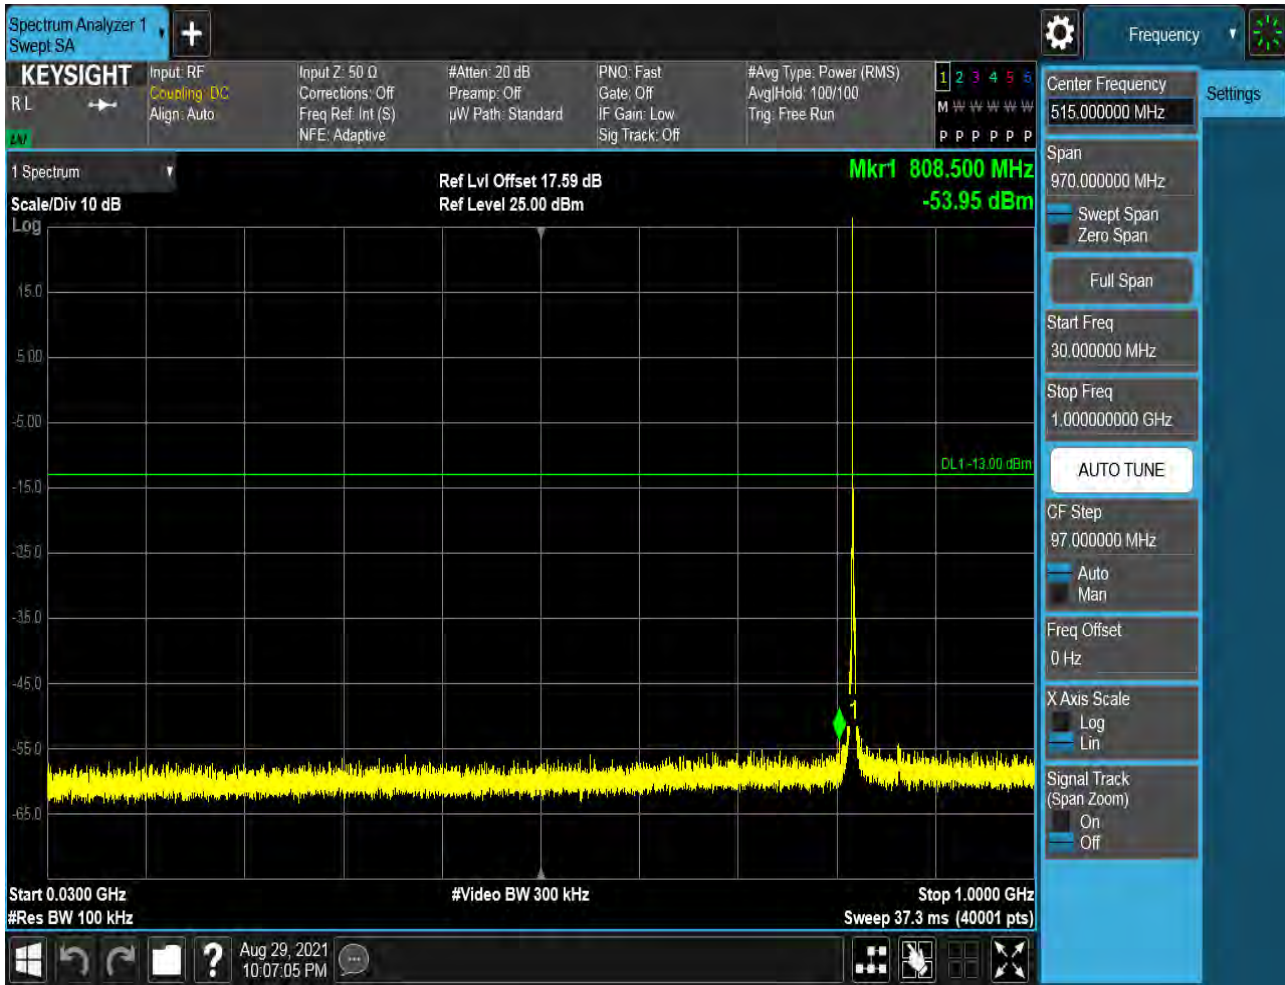 Spectrum Analyzer 1
Swept SA
Frequency
KEYSIGHT
R L
Input: RF
Coupling: DC
Align: Auto
Input Z: 50 Ω
Corrections: Off
Freq Ref: Int (S)
NFE: Adaptive
#Atten: 20 dB
Preamp: Off
µW Path: Standard
PNO: Fast
Gate: Off
IF Gain: Low
Sig Track: Off
#Avg Type: Power (RMS)
Avg|Hold: 100/100
Trig: Free Run
1 2 3 4 5 6
M W W W W W
P P P P P P
1 Spectrum
Scale/Div 10 dB
Log
Ref Lvl Offset 17.59 dB
Ref Level 25.00 dBm
Mkr1 808.500 MHz
-53.95 dBm
15.0
5.00
-5.00
-15.0
-25.0
-35.0
-45.0
-55.0
-65.0
DL1 -13.00 dBm
Start 0.0300 GHz
#Res BW 100 kHz
#Video BW 300 kHz
Stop 1.0000 GHz
Sweep 37.3 ms (40001 pts)
Center Frequency
515.000000 MHz
Settings
Span
970.000000 MHz
Swept Span
Zero Span
Full Span
Start Freq
30.000000 MHz
Stop Freq
1.000000000 GHz
AUTO TUNE
CF Step
97.000000 MHz
Auto
Man
Freq Offset
0 Hz
X Axis Scale
Log
Lin
Signal Track
(Span Zoom)
On
Off
?
Aug 29, 2021
10:07:05 PM